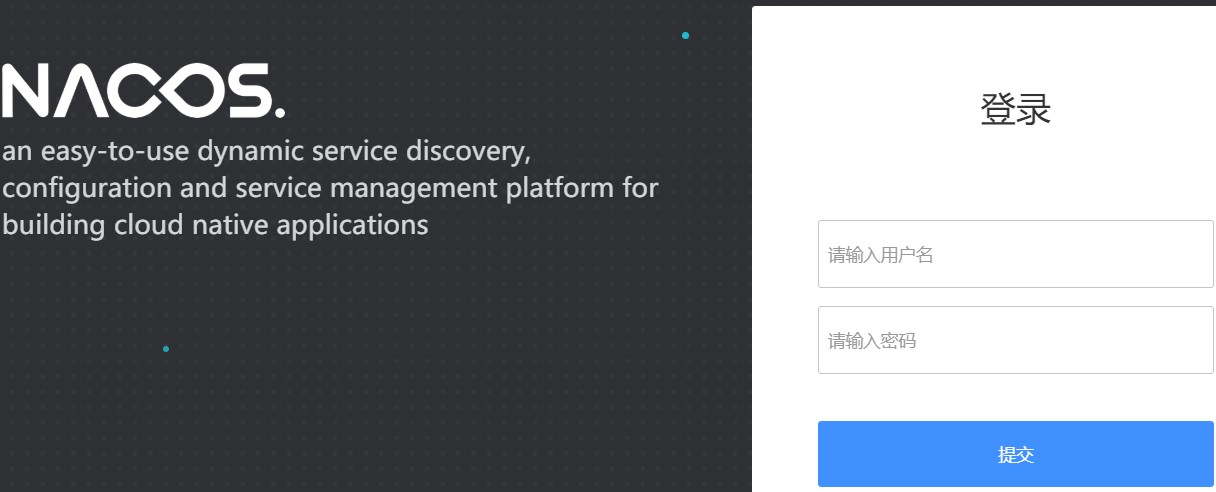 NACOS.
an easy-to-use dynamic service discovery,
configuration and service management platform for
building cloud native applications
登录
请输入用户名
请输入密码
提交